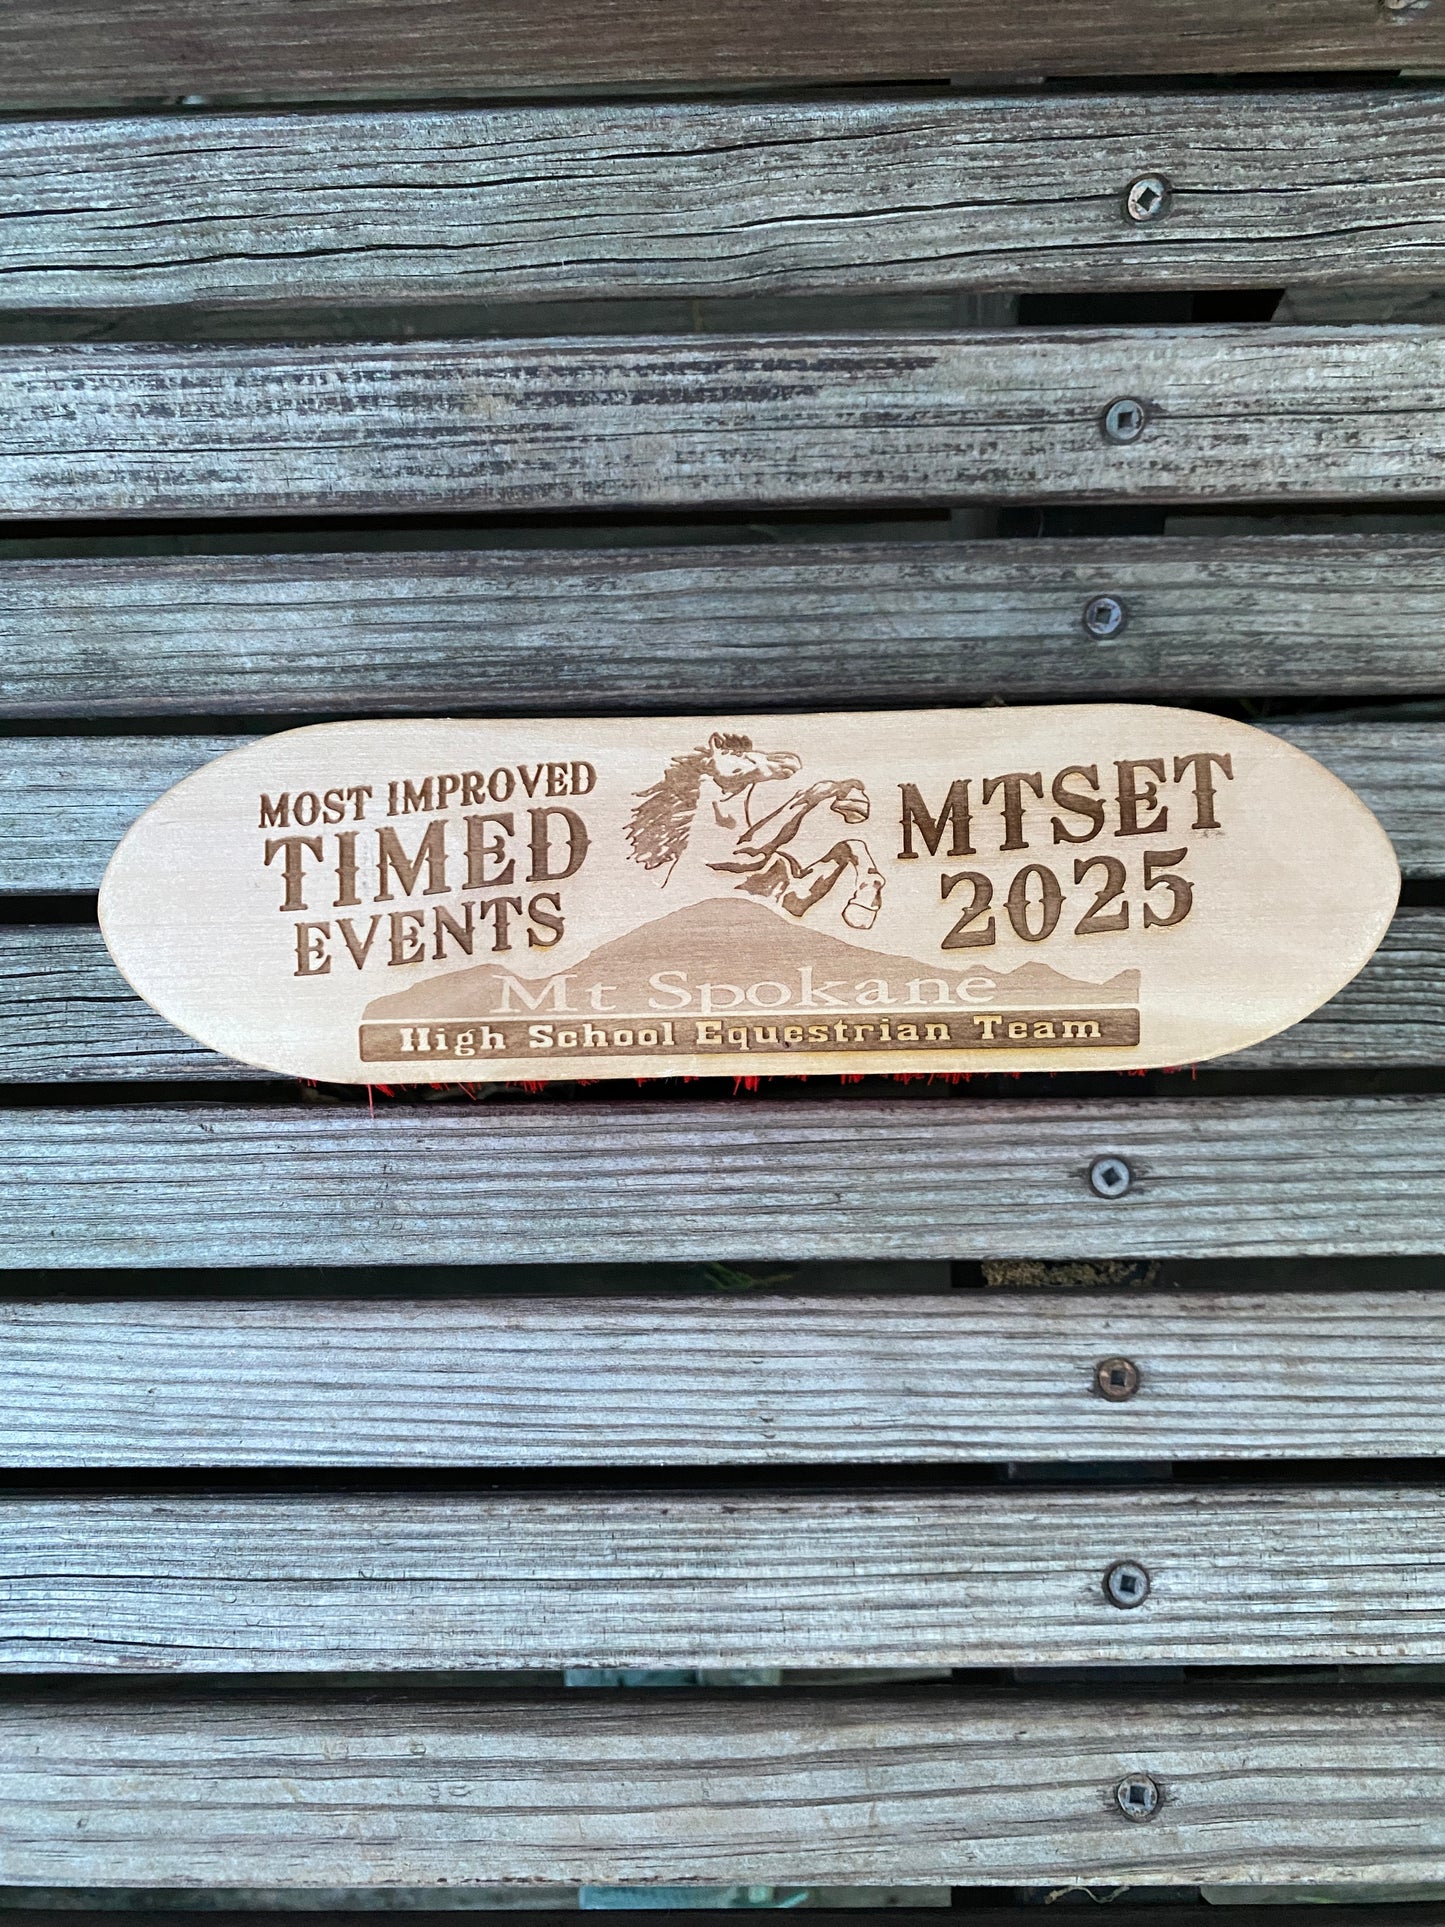 MOST IMPROVED
TIMED
EVENTS
MTSET
2025
Mt Spokane
High School Equestrian Team